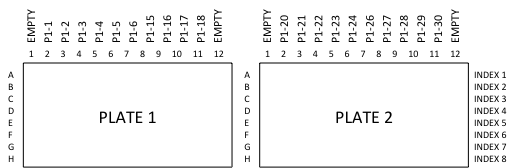 EMPTY P1-1 P1-2 P1-3 P1-4 P1-5 P1-6 P1-15 P1-16 P1-17 P1-18 EMPTY EMPTY P1-20 P1-21 P1-22 P1-23 P1-24 P1-26 P1-27 P1-28 P1-29 P1-30 EMPTY
1 2 3 4 5 6 7 8 9 10 11 12 1 2 3 4 5 6 7 8 9 10 11 12
A A INDEX 1
B B INDEX 2
C C INDEX 3
D PLATE 1 D PLATE 2 INDEX 4
E E INDEX 5
F F INDEX 6
G G INDEX 7
H H INDEX 8